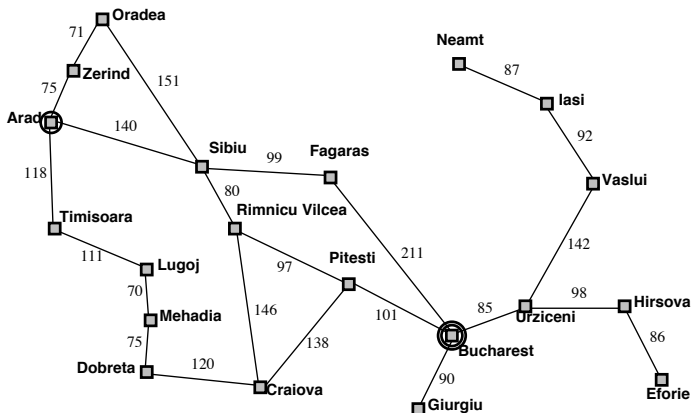 Oradea
71
Neamt
Zerind
87
75
151
Iasi
Arad
140
92
Sibiu
99
Fagaras
118
80
Vaslui
Timisoara
Rimnicu Vilcea
111
211
142
Lugoj
97
Pitesti
70
98
Hirsova
Mehadia
146
101
85
Urziceni
75
138
86
Bucharest
Dobreta
120
90
Craiova
Eforie
Giurgiu